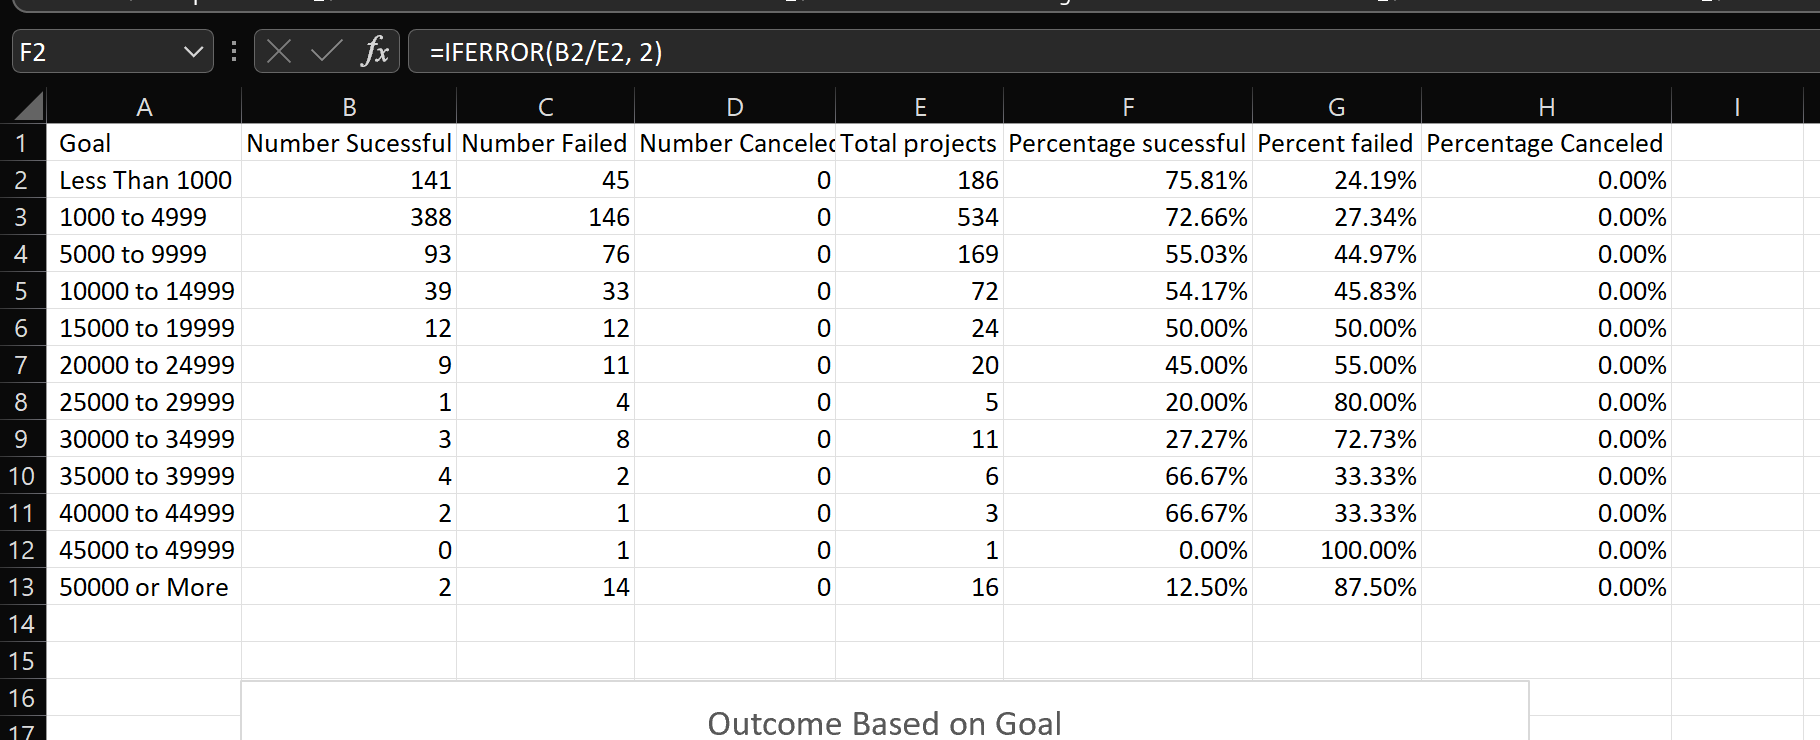 F2 fx =IFERROR(B2/E2, 2)
A B C D E F G H I
1 Goal Number Sucessful Number Failed Number Canceled Total projects Percentage sucessful Percent failed Percentage Canceled
2 Less Than 1000 141 45 0 186 75.81% 24.19% 0.00%
3 1000 to 4999 388 146 0 534 72.66% 27.34% 0.00%
4 5000 to 9999 93 76 0 169 55.03% 44.97% 0.00%
5 10000 to 14999 39 33 0 72 54.17% 45.83% 0.00%
6 15000 to 19999 12 12 0 24 50.00% 50.00% 0.00%
7 20000 to 24999 9 11 0 20 45.00% 55.00% 0.00%
8 25000 to 29999 1 4 0 5 20.00% 80.00% 0.00%
9 30000 to 34999 3 8 0 11 27.27% 72.73% 0.00%
10 35000 to 39999 4 2 0 6 66.67% 33.33% 0.00%
11 40000 to 44999 2 1 0 3 66.67% 33.33% 0.00%
12 45000 to 49999 0 1 0 1 0.00% 100.00% 0.00%
13 50000 or More 2 14 0 16 12.50% 87.50% 0.00%
14
15
16
17 Outcome Based on Goal